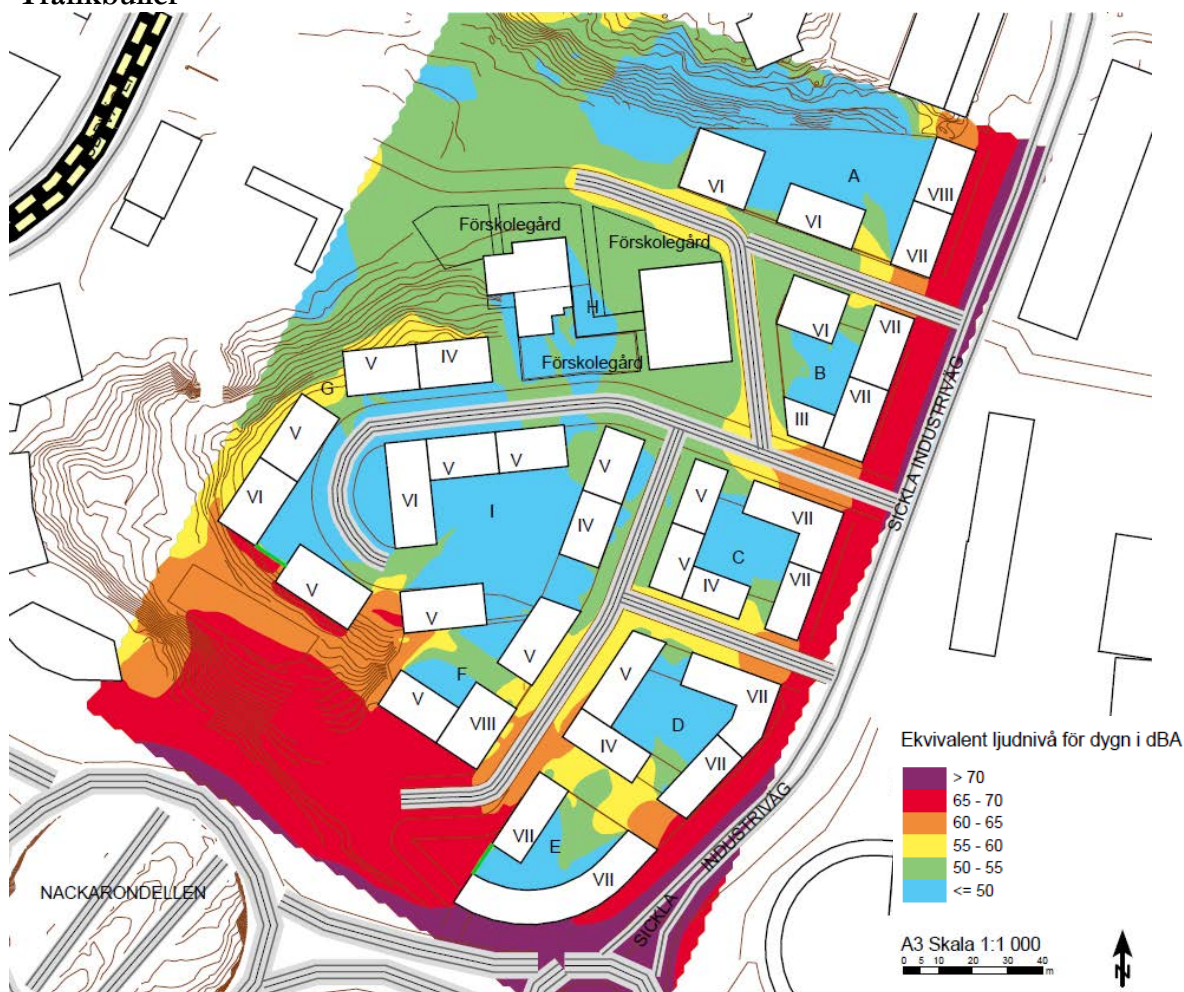 Trafikbuller
A
VI
VIII
VI
VII
Förskolegård
Förskolegård
H
VI
VII
Förskolegård
B
VII
III
V
IV
G
V
VI
V
V
V
VI
I
IV
V
VII
C
V
IV
VII
SICKLA INDUSTRIVÄG
V
V
V
F
V
VIII
V
VII
D
IV
VII
VII
E
VII
NACKARONDELLEN
SICKLA INDUSTRIVÄG
Ekvivalent ljudnivå för dygn i dBA
> 70
65 - 70
60 - 65
55 - 60
50 - 55
<= 50
A3 Skala 1:1 000
0 5 10 20 30 40
m
N